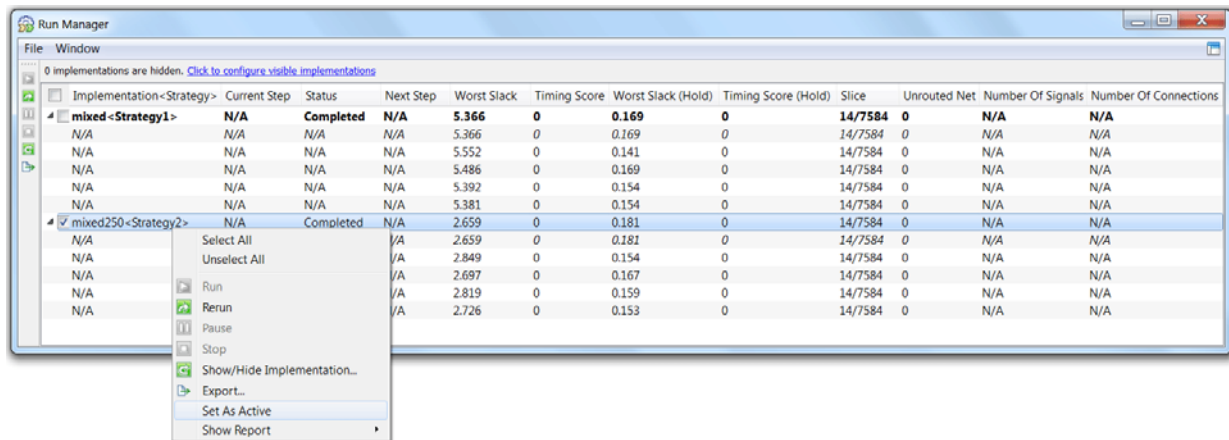 Run Manager
File Window
0 implementations are hidden. Click to configure visible implementations
Implementation<Strategy> Current Step Status Next Step Worst Slack Timing Score Worst Slack (Hold) Timing Score (Hold) Slice Unrouted Net Number Of Signals Number Of Connections
mixed<Strategy1> N/A Completed N/A 5.366 0 0.169 0 14/7584 0 N/A N/A
N/A N/A N/A N/A 5.366 0 0.169 0 14/7584 0 N/A N/A
N/A N/A N/A N/A 5.552 0 0.141 0 14/7584 0 N/A N/A
N/A N/A N/A N/A 5.486 0 0.169 0 14/7584 0 N/A N/A
N/A N/A N/A N/A 5.392 0 0.154 0 14/7584 0 N/A N/A
N/A N/A N/A N/A 5.381 0 0.154 0 14/7584 0 N/A N/A
mixed250<Strategy2> N/A Completed N/A 2.659 0 0.181 0 14/7584 0 N/A N/A
N/A /A 2.659 0 0.181 0 14/7584 0 N/A N/A
N/A /A 2.849 0 0.154 0 14/7584 0 N/A N/A
N/A /A 2.697 0 0.167 0 14/7584 0 N/A N/A
N/A /A 2.819 0 0.159 0 14/7584 0 N/A N/A
N/A /A 2.726 0 0.153 0 14/7584 0 N/A N/A
Select All
Unselect All
Run
Rerun
Pause
Stop
Show/Hide Implementation...
Export...
Set As Active
Show Report